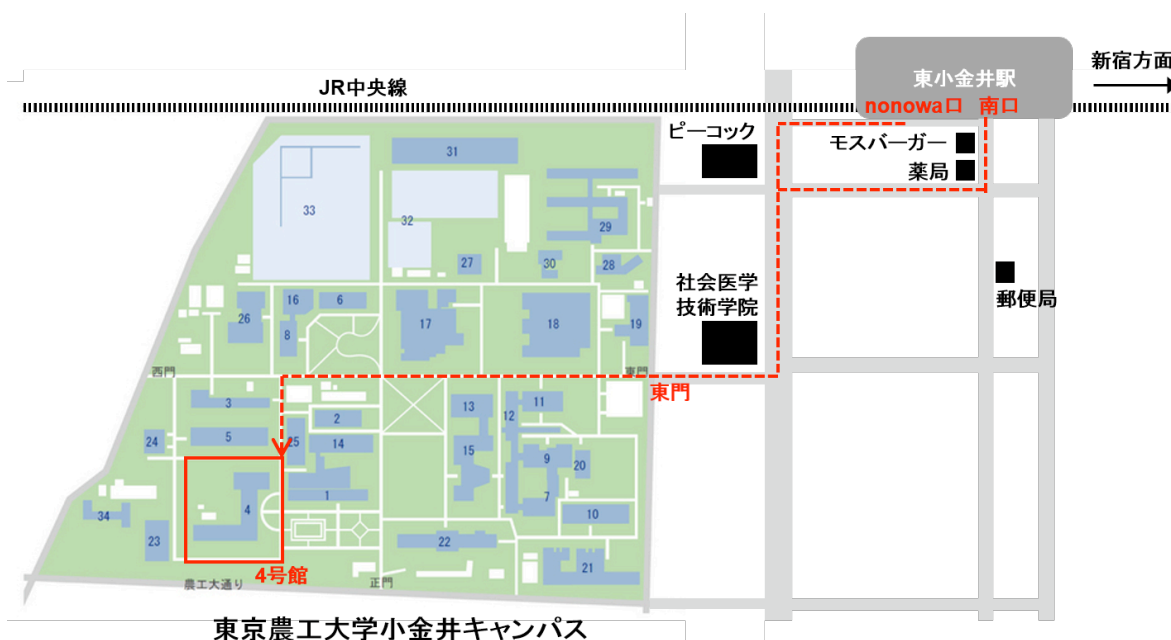 新宿方面
東小金井駅
JR中央線
nonowa口 南口
ピーコック
モスバーガー
薬局
31
33
32
29
27
30
28
社会医学
技術学院
郵便局
26
16
6
8
17
18
19
西門
東門
東門
3
2
13
12
11
24
5
25
14
15
9
20
4
1
7
10
34
23
22
21
4号館
農工大通り
正門
東京農工大学小金井キャンパス